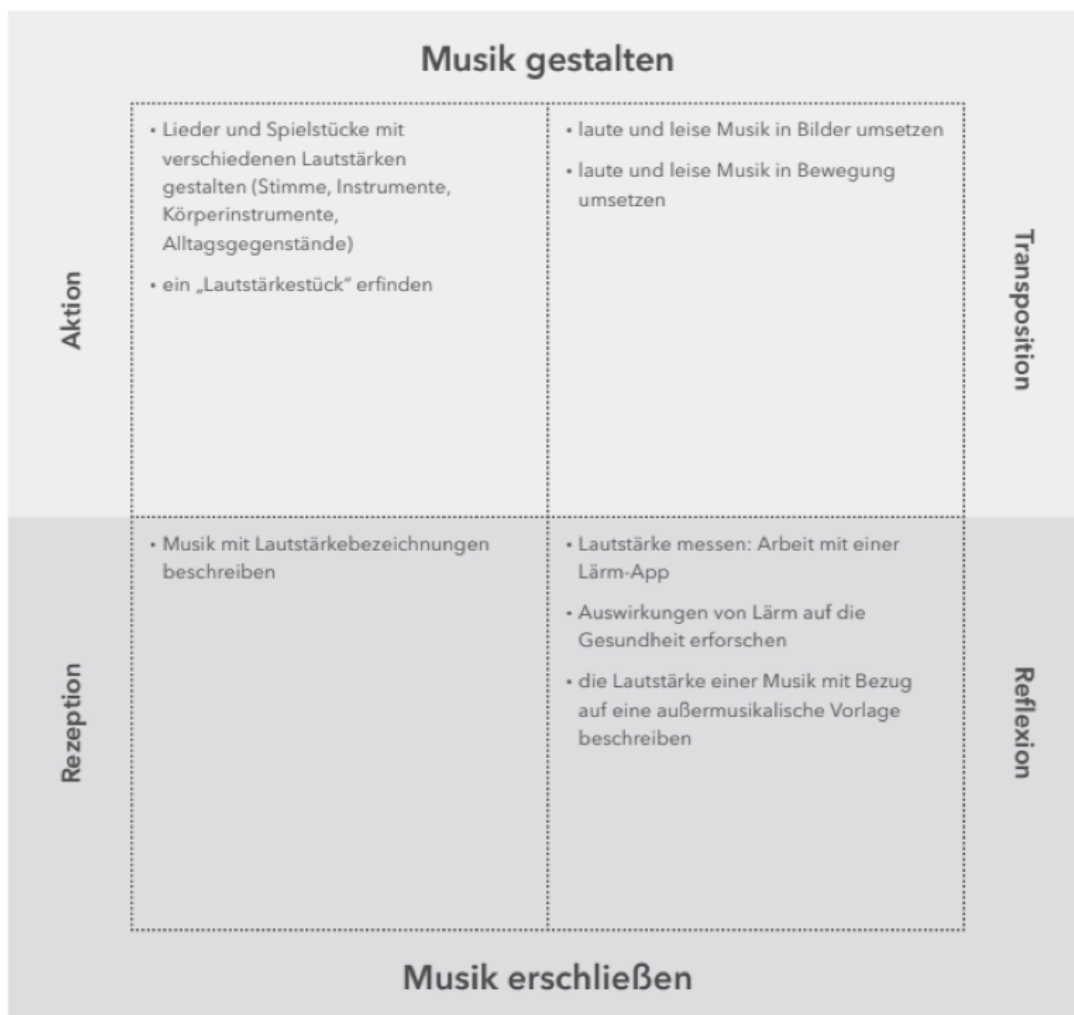 Musik gestalten
Aktion
• Lieder und Spielstücke mit
verschiedenen Lautstärken
gestalten (Stimme, Instrumente,
Körperinstrumente,
Alltagsgegenstände)
• ein „Lautstärkestück“ erfinden
• laute und leise Musik in Bilder umsetzen
• laute und leise Musik in Bewegung
umsetzen
Transposition
Rezeption
• Musik mit Lautstärkebezeichnungen
beschreiben
• Lautstärke messen: Arbeit mit einer
Lärm-App
• Auswirkungen von Lärm auf die
Gesundheit erforschen
• die Lautstärke einer Musik mit Bezug
auf eine außermusikalische Vorlage
beschreiben
Reflexion
Musik erschließen